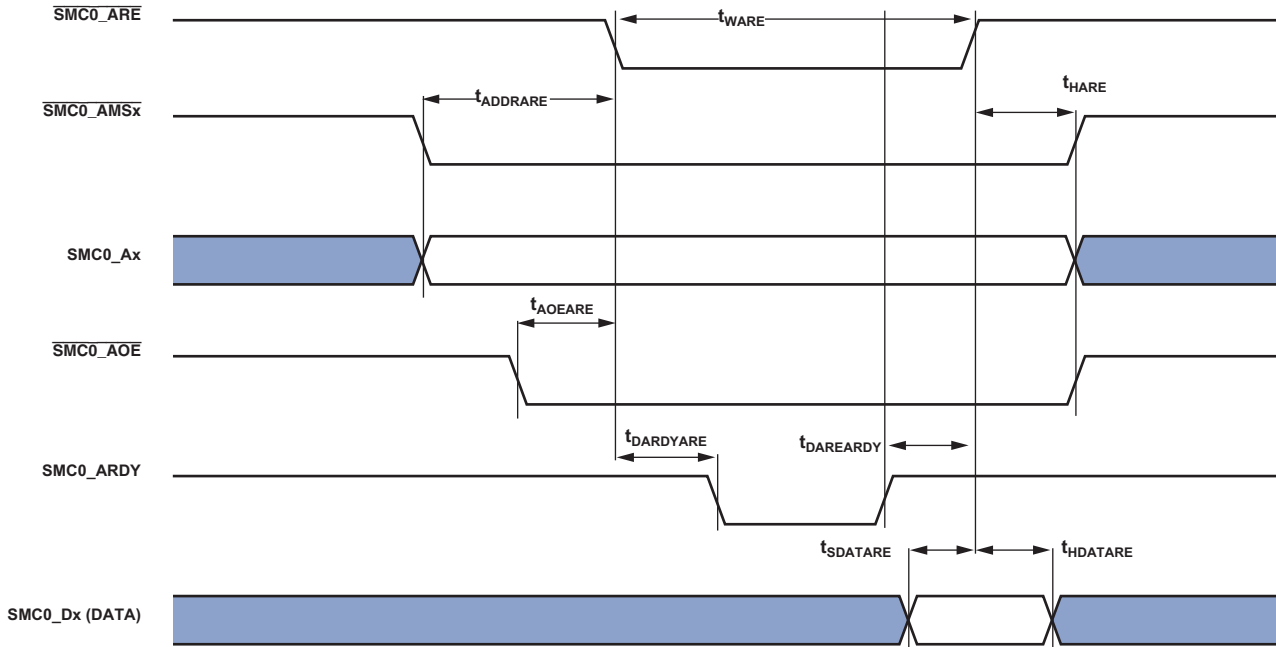 SMC0_ARE
tWARE
tADDRARE
tHARE
SMC0_AMSx
SMC0_Ax
tAOEARE
SMC0_AOE
tDARDYARE
tDAREARDY
SMC0_ARDY
tSDATARE
tHDATARE
SMC0_Dx (DATA)